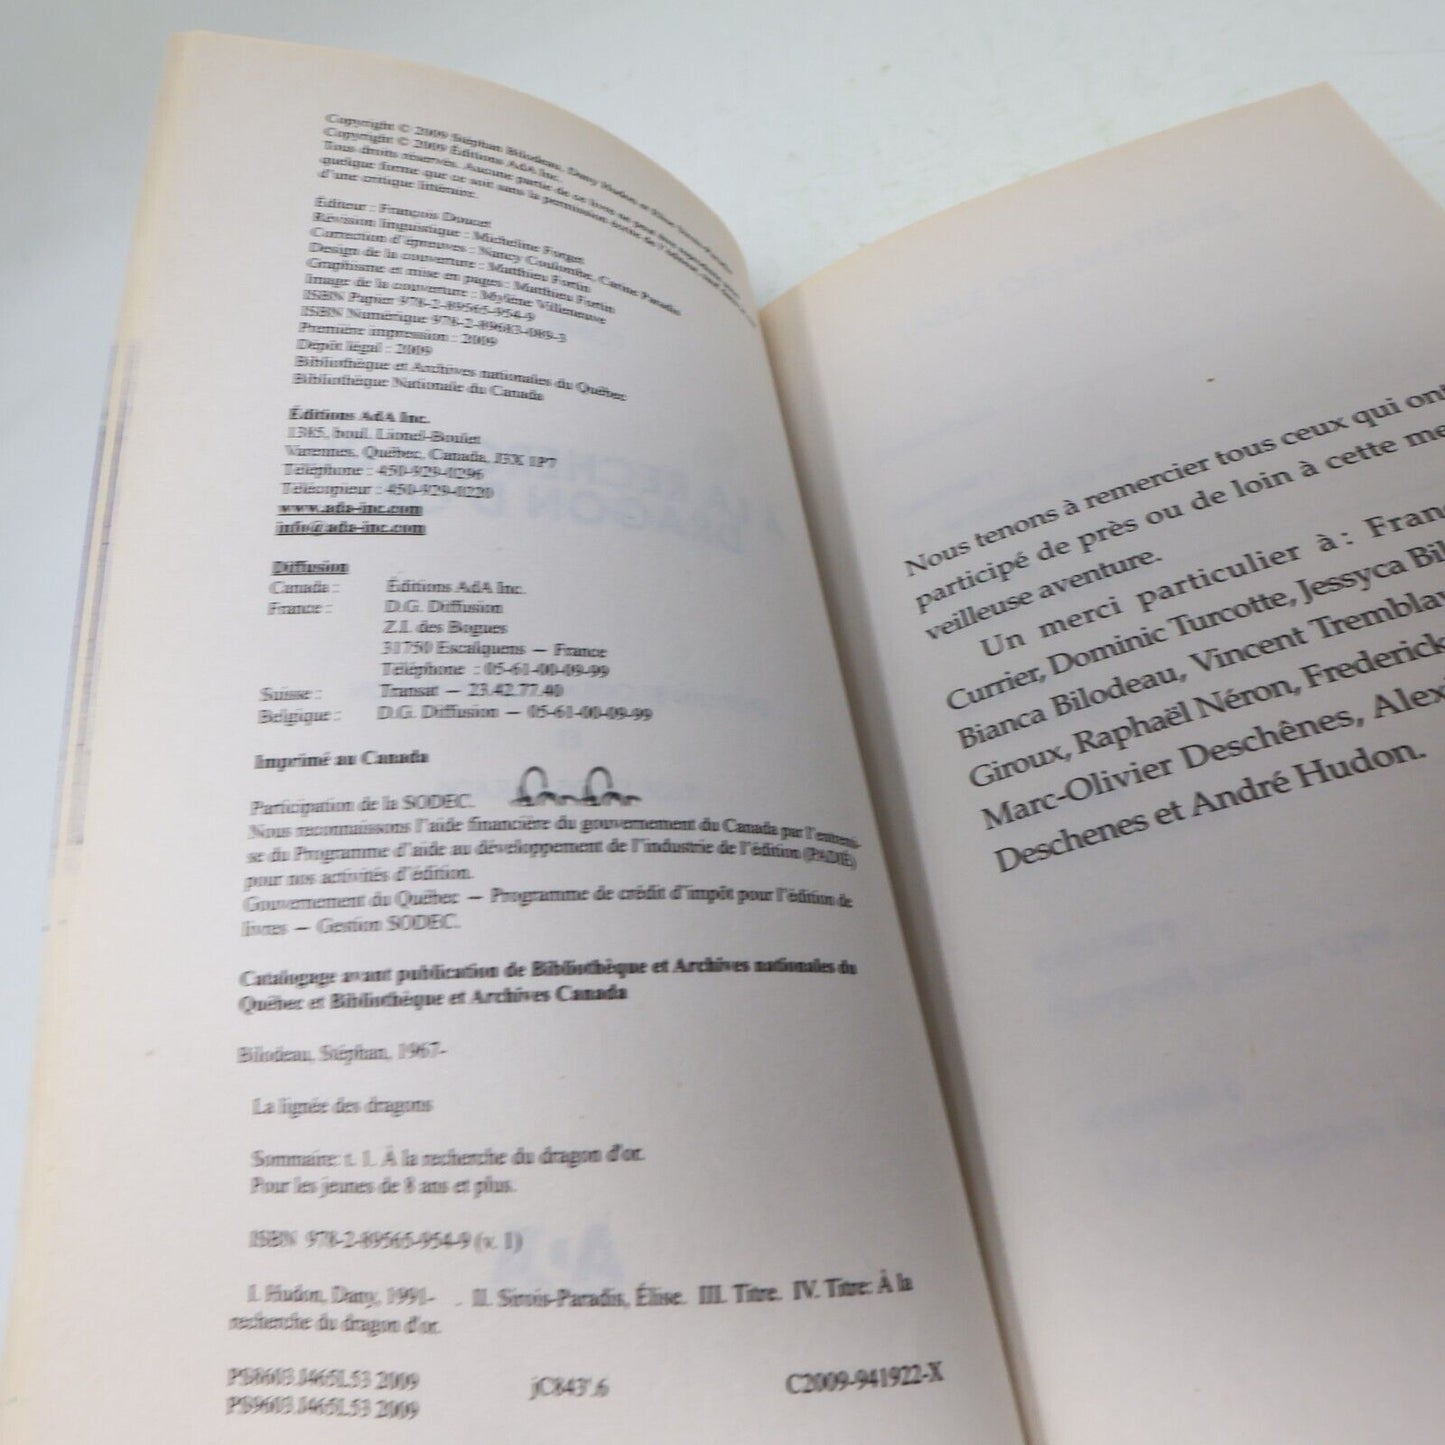 Copyright © 2009 Stéphan Bilodeau, Dany Hudon et Élise Sirois-Paradis
Copyright © 2009 Éditions AdA Inc.
Tous droits réservés. Aucune partie de ce livre ne peut être reproduite sous
quelque forme que ce soit sans la permission écrite de l'éditeur sauf dans le cas
d'une critique littéraire.
Éditeur : François Doucet
Révision linguistique : Micheline Forget
Correction d'épreuves : Nancy Coulombe, Carine Paradis
Design de la couverture : Matthieu Fortin
Graphisme et mise en pages : Matthieu Fortin
Image de la couverture : Mylène Villeneuve
ISBN Papier 978-2-89565-954-9
ISBN Numérique 978-2-89683-089-3
Première impression : 2009
Dépôt légal : 2009
Bibliothèque et Archives nationales du Québec
Bibliothèque Nationale du Canada
Éditions AdA Inc.
1385, boul. Lionel-Boulet
Varennes, Québec, Canada, J3X 1P7
Téléphone : 450-929-0296
Télécopieur : 450-929-0220
www.ada-inc.com
info@ada-inc.com
Diffusion
Canada : Éditions AdA Inc.
France : D.G. Diffusion
Z.I. des Bogues
31750 Escalquens — France
Téléphone : 05-61-00-09-99
Suisse : Transat — 23.42.77.40
Belgique : D.G. Diffusion — 05-61-00-09-99
Imprimé au Canada
Participation de la SODEC.
Nous reconnaissons l'aide financière du gouvernement du Canada par l'entremi-
se du Programme d'aide au développement de l'industrie de l'édition (PADIÉ)
pour nos activités d'édition.
Gouvernement du Québec — Programme de crédit d'impôt pour l'édition de
livres — Gestion SODEC.
Catalogage avant publication de Bibliothèque et Archives nationales du
Québec et Bibliothèque et Archives Canada
Bilodeau, Stéphan, 1967-
La lignée des dragons
Sommaire: t. 1. À la recherche du dragon d'or.
Pour les jeunes de 8 ans et plus.
ISBN 978-2-89565-954-9 (v. 1)
I. Hudon, Dany, 1991- . II. Sirois-Paradis, Élise. III. Titre. IV. Titre: À la
recherche du dragon d'or.
PS8603.I465L53 2009 jC843'.6 C2009-941922-X
PS9603.I465L53 2009
Nous tenons à remercier tous ceux qui ont
participé de près ou de loin à cette mer
veilleuse aventure.
Un merci particulier à : Franç
Currier, Dominic Turcotte, Jessyca Bil
Bianca Bilodeau, Vincent Tremblay
Giroux, Raphaël Néron, Frederick
Marc-Olivier Deschênes, Alexi
Deschenes et André Hudon.